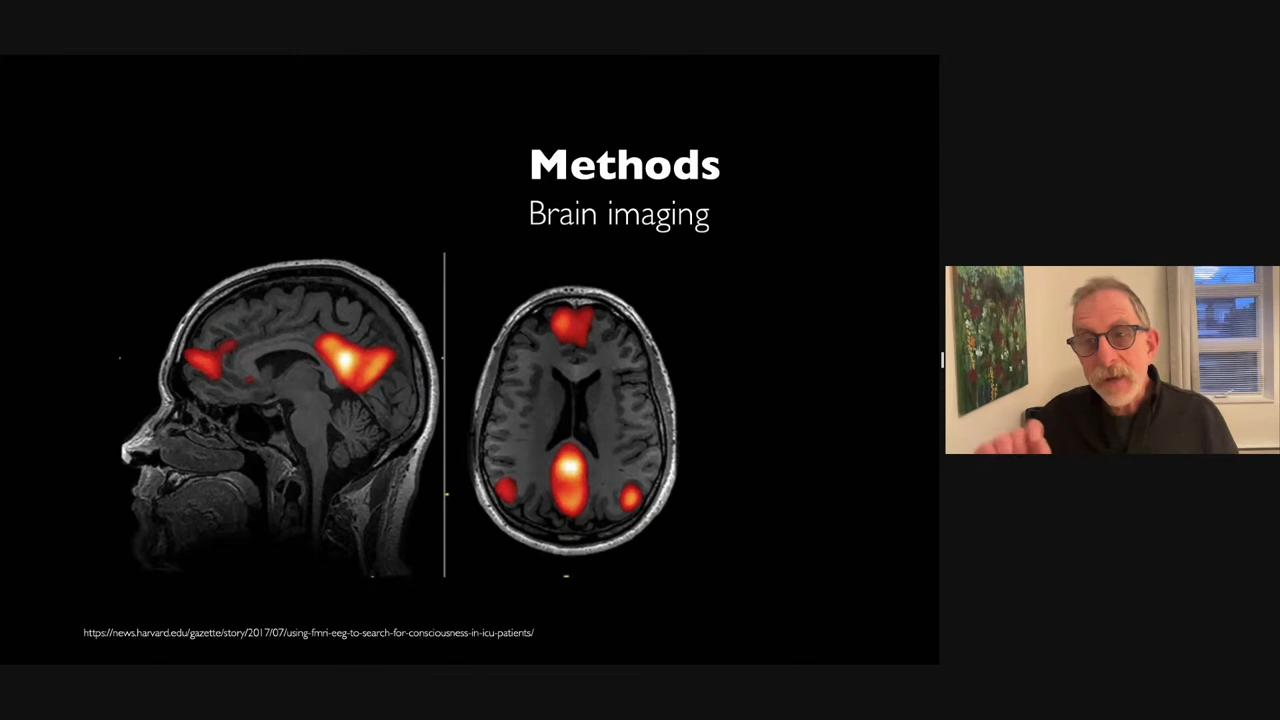 Methods
Brain imaging
https://news.harvard.edu/gazette/story/2017/07/using-fmri-eeg-to-search-for-consciousness-in-icu-patients/